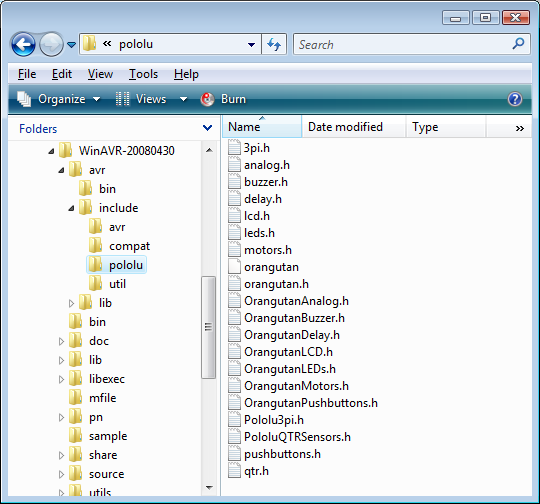 « pololu
Search
File Edit View Tools Help
Organize Views Burn
Folders
WinAVR-20080430
avr
bin
include
avr
compat
pololu
util
lib
bin
doc
lib
libexec
mfile
pn
sample
share
source
utils
Name Date modified Type »
3pi.h
analog.h
buzzer.h
delay.h
lcd.h
leds.h
motors.h
orangutan
orangutan.h
OrangutanAnalog.h
OrangutanBuzzer.h
OrangutanDelay.h
OrangutanLCD.h
OrangutanLEDs.h
OrangutanMotors.h
OrangutanPushbuttons.h
Pololu3pi.h
PololuQTRSensors.h
pushbuttons.h
qtr.h